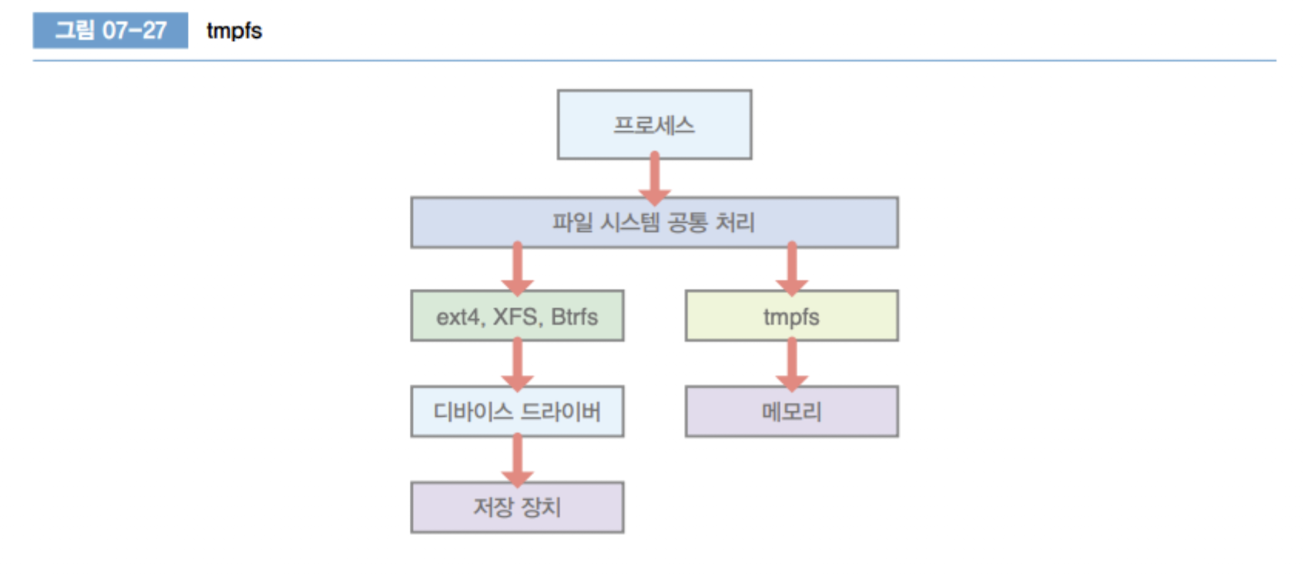 그림 07-27 tmpfs
프로세스
파일 시스템 공통 처리
ext4, XFS, Btrfs
tmpfs
디바이스 드라이버
메모리
저장 장치